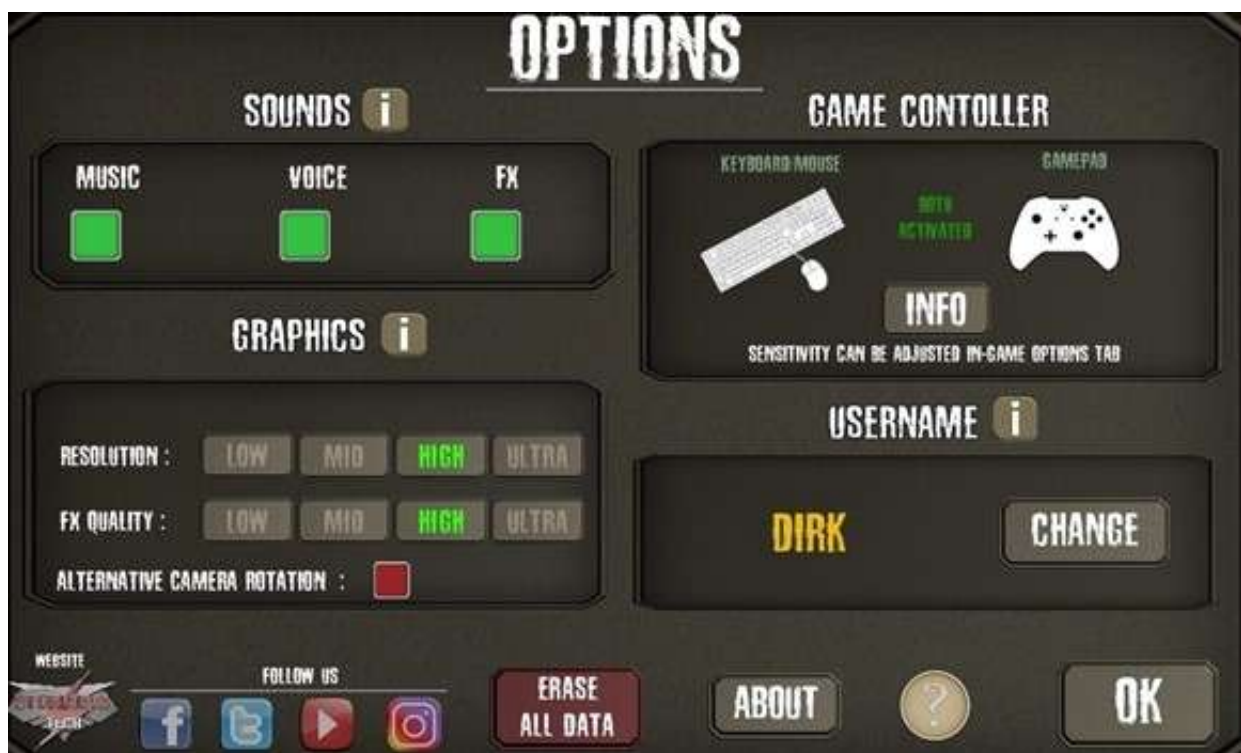 OPTIONS
SOUNDS i
MUSIC VOICE FX
GRAPHICS i
RESOLUTION : LOW MID HIGH ULTRA
FX QUALITY : LOW MID HIGH ULTRA
ALTERNATIVE CAMERA ROTATION :
GAME CONTOLLER
KEYBOARD/MOUSE GAMEPAD
BOTH
ACTIVATED
INFO
SENSITIVITY CAN BE ADJUSTED IN-GAME OPTIONS TAB
USERNAME i
DIRK CHANGE
WEBSITE
TECH
FOLLOW US
f
ERASE
ALL DATA
ABOUT
?
OK